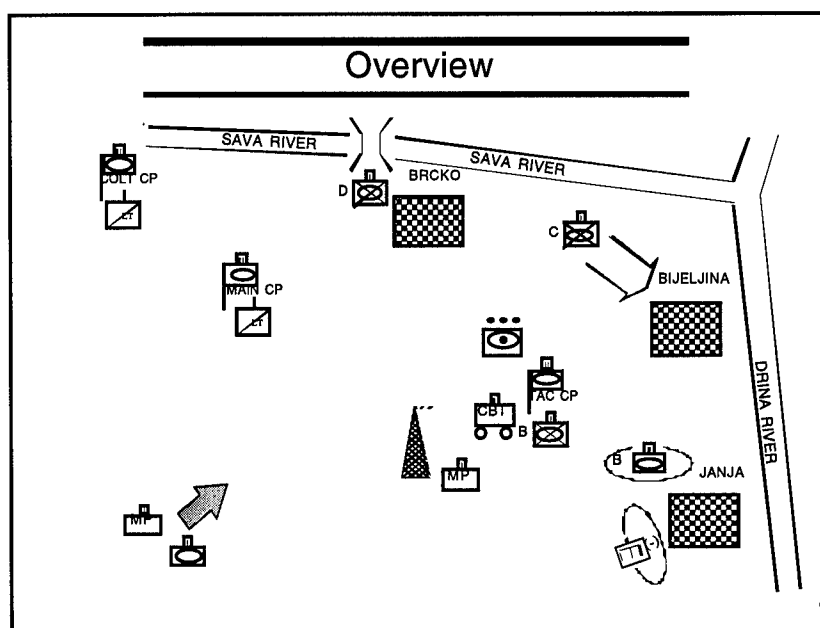 Overview
SAVA RIVER
SAVA RIVER
COLT CP
LT
D
BRCKO
C
MAIN CP
LT
BIJELJINA
TAC CP
CBT
B
DRINA RIVER
B
JANJA
MP
MP